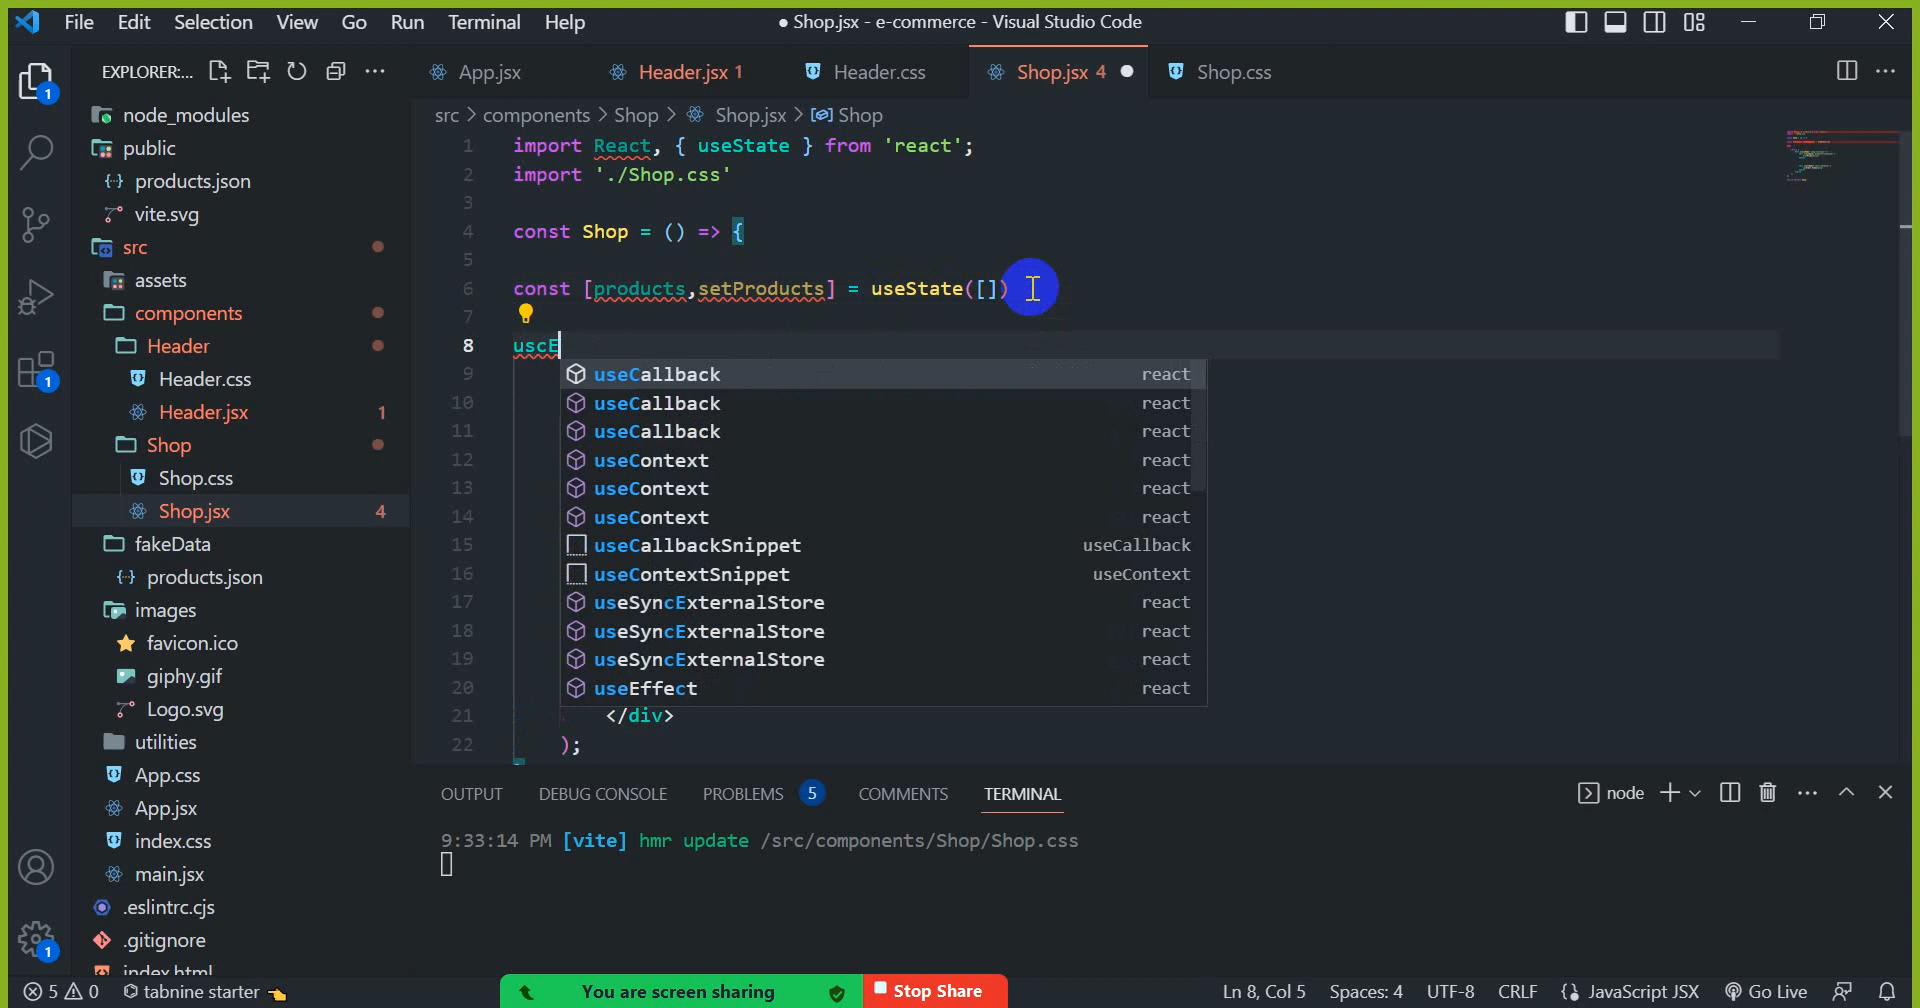 File Edit Selection View Go Run Terminal Help
● Shop.jsx - e-commerce - Visual Studio Code
EXPLORER:...
App.jsx
Header.jsx 1
Header.css
Shop.jsx 4
Shop.css
1
node_modules
public
products.json
vite.svg
src
assets
components
Header
Header.css
Header.jsx 1
Shop
Shop.css
Shop.jsx 4
fakeData
products.json
images
favicon.ico
giphy.gif
Logo.svg
utilities
App.css
App.jsx
index.css
main.jsx
.eslintrc.cjs
.gitignore
index.html
1
1
src > components > Shop > Shop.jsx > Shop
1 import React, { useState } from 'react';
2 import './Shop.css'
3
4 const Shop = () => {
5
6 const [products,setProducts] = useState([])
7
8 uscE
9 useCallback react
10 useCallback react
11 useCallback react
12 useContext react
13 useContext react
14 useContext react
15 useCallbackSnippet useCallback
16 useContextSnippet useContext
17 useSyncExternalStore react
18 useSyncExternalStore react
19 useSyncExternalStore react
20 useEffect react
21 </div>
22 );
OUTPUT DEBUG CONSOLE PROBLEMS 5 COMMENTS TERMINAL
node
9:33:14 PM [vite] hmr update /src/components/Shop/Shop.css
5 0 tabnine starter
You are screen sharing
Stop Share
Ln 8, Col 5 Spaces: 4 UTF-8 CRLF {} JavaScript JSX Go Live